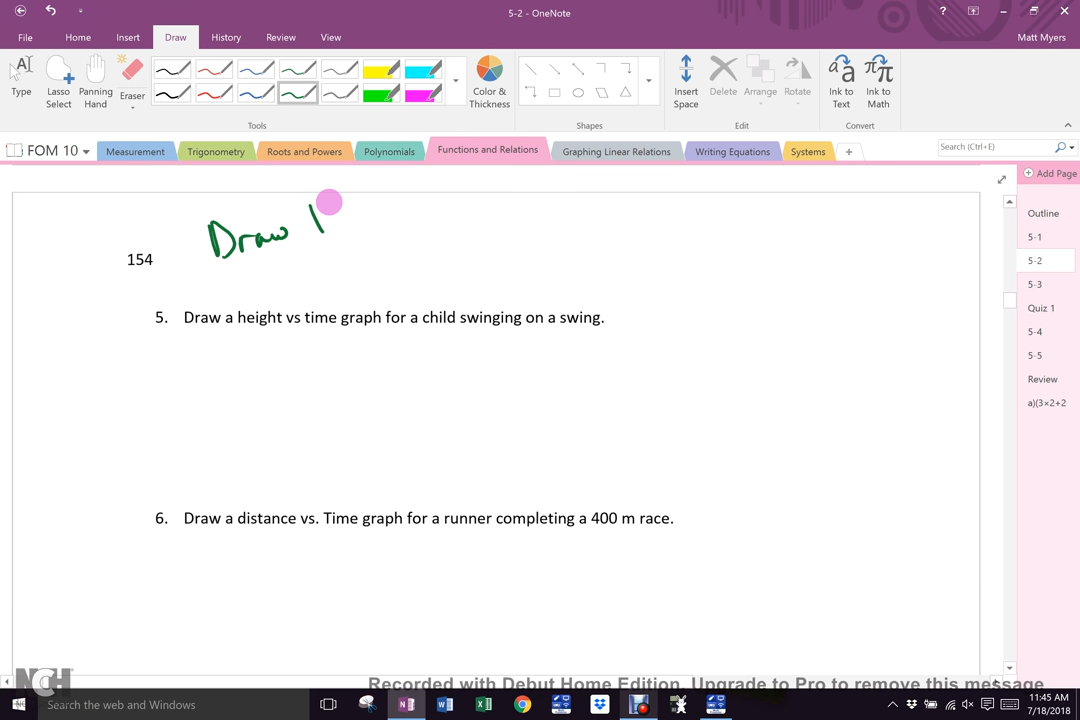 5-2 - OneNote
?
File
Home
Insert
Draw
History
Review
View
Matt Myers
Type
Lasso Select
Panning Hand
Eraser
Color & Thickness
Insert Space
Delete
Arrange
Rotate
Ink to Text
Ink to Math
Tools
Shapes
Edit
Convert
FOM 10
Measurement
Trigonometry
Roots and Powers
Polynomials
Functions and Relations
Graphing Linear Relations
Writing Equations
Systems
Search (Ctrl+E)
Add Page
Outline
5-1
5-2
5-3
Quiz 1
5-4
5-5
Review
a)(3×2+2
Draw
154
5. Draw a height vs time graph for a child swinging on a swing.
6. Draw a distance vs. Time graph for a runner completing a 400 m race.
NCH
Recorded with Debut Home Edition. Upgrade to Pro to remove this message
Search the web and Windows
11:45 AM
7/18/2018